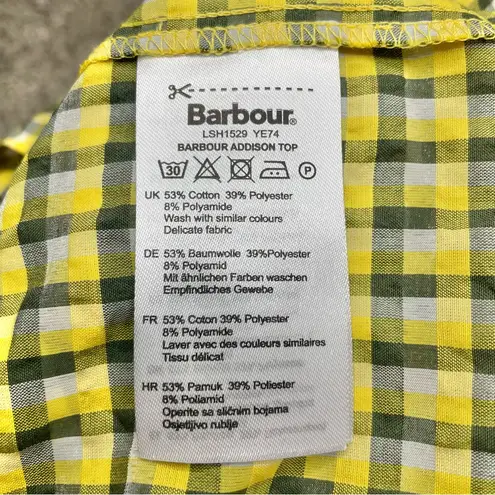 Barbour®
LSH1529 YE74
BARBOUR ADDISON TOP
30 P
UK 53% Cotton 39% Polyester
8% Polyamide
Wash with similar colours
Delicate fabric
DE 53% Baumwolle 39%Polyester
8% Polyamid
Mit ähnlichen Farben waschen
Empfindliches Gewebe
FR 53% Coton 39% Polyester
8% Polyamide
Laver avec des couleurs similaires
Tissu délicat
HR 53% Pamuk 39% Poliester
8% Poliamid
Operite sa sličnim bojama
Osjetljivo rublje